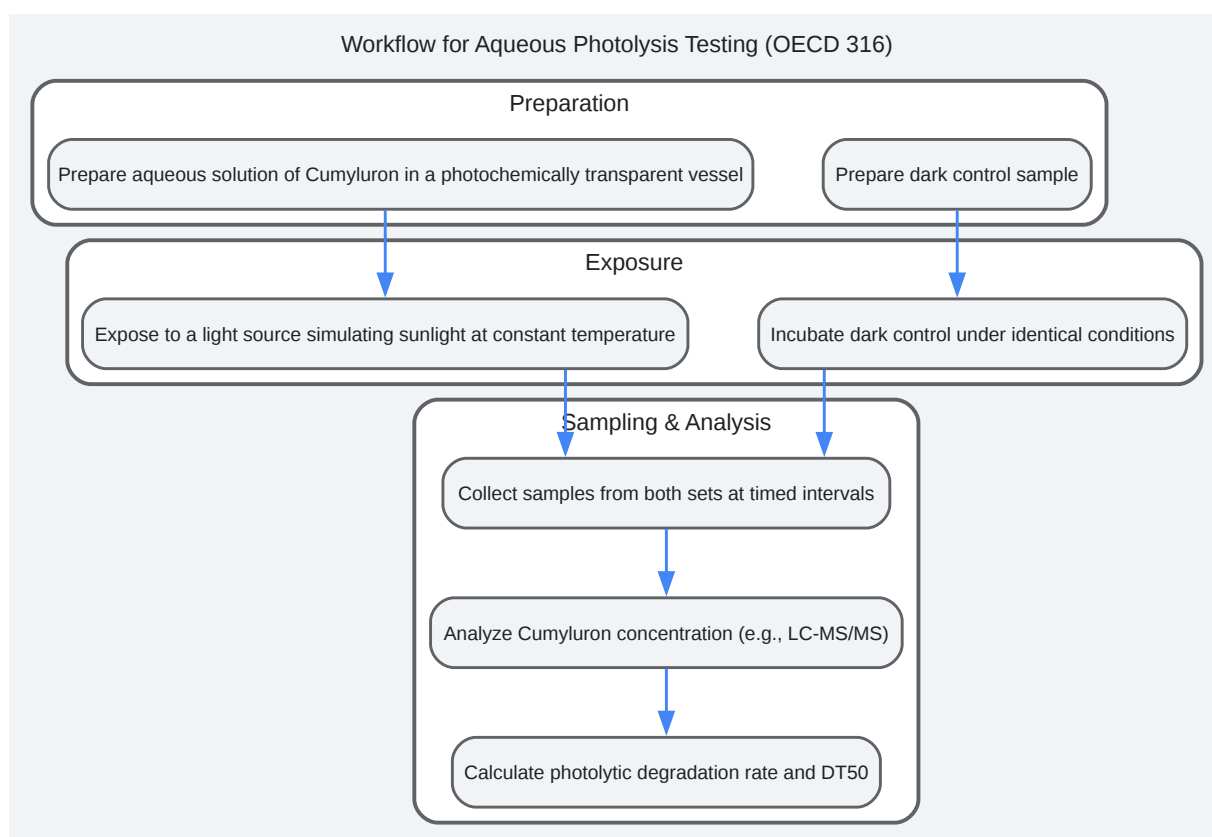 Workflow for Aqueous Photolysis Testing (OECD 316)
Preparation
Prepare aqueous solution of Cumyluron in a photochemically transparent vessel
Prepare dark control sample
Exposure
Expose to a light source simulating sunlight at constant temperature
Incubate dark control under identical conditions
Sampling & Analysis
Collect samples from both sets at timed intervals
Analyze Cumyluron concentration (e.g., LC-MS/MS)
Calculate photolytic degradation rate and DT50